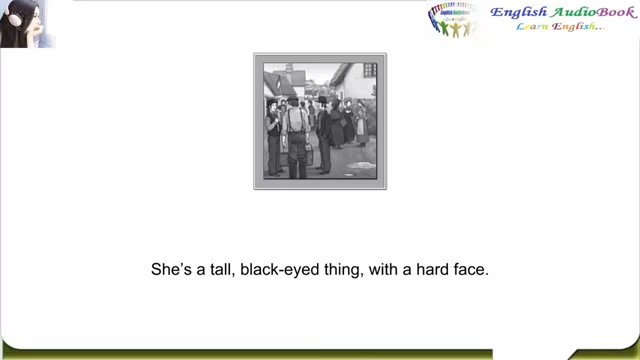 English AudioBook
Learn English...
She's a tall, black-eyed thing, with a hard face.